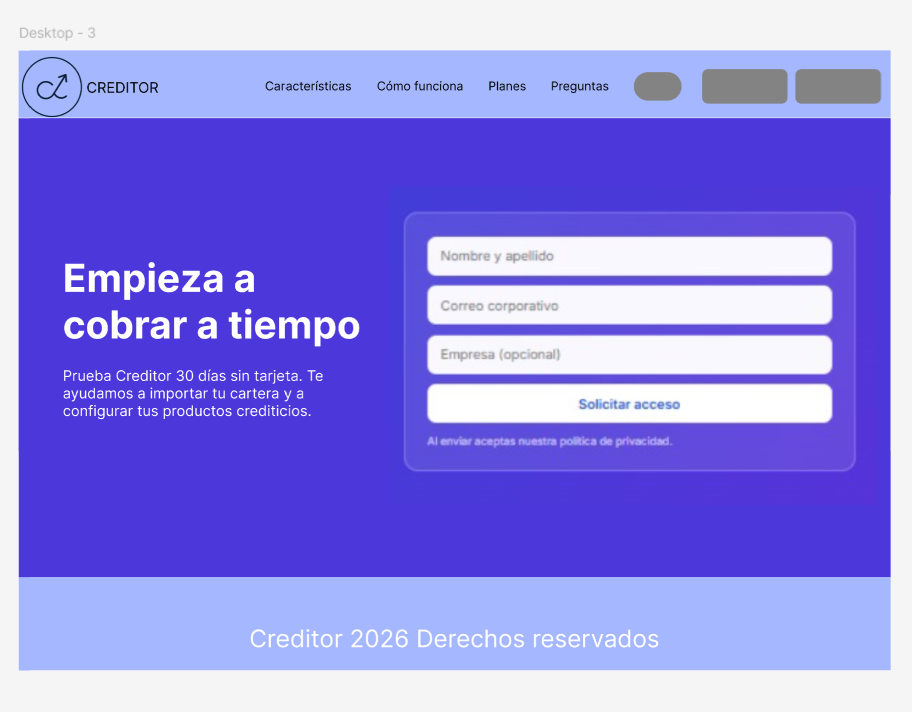 Desktop - 3
CREDITOR
Características
Cómo funciona
Planes
Preguntas
Empieza a
cobrar a tiempo
Prueba Creditor 30 días sin tarjeta. Te
ayudamos a importar tu cartera y a
configurar tus productos crediticios.
Nombre y apellido
Correo corporativo
Empresa (opcional)
Solicitar acceso
Al enviar aceptas nuestra política de privacidad.
Creditor 2026 Derechos reservados